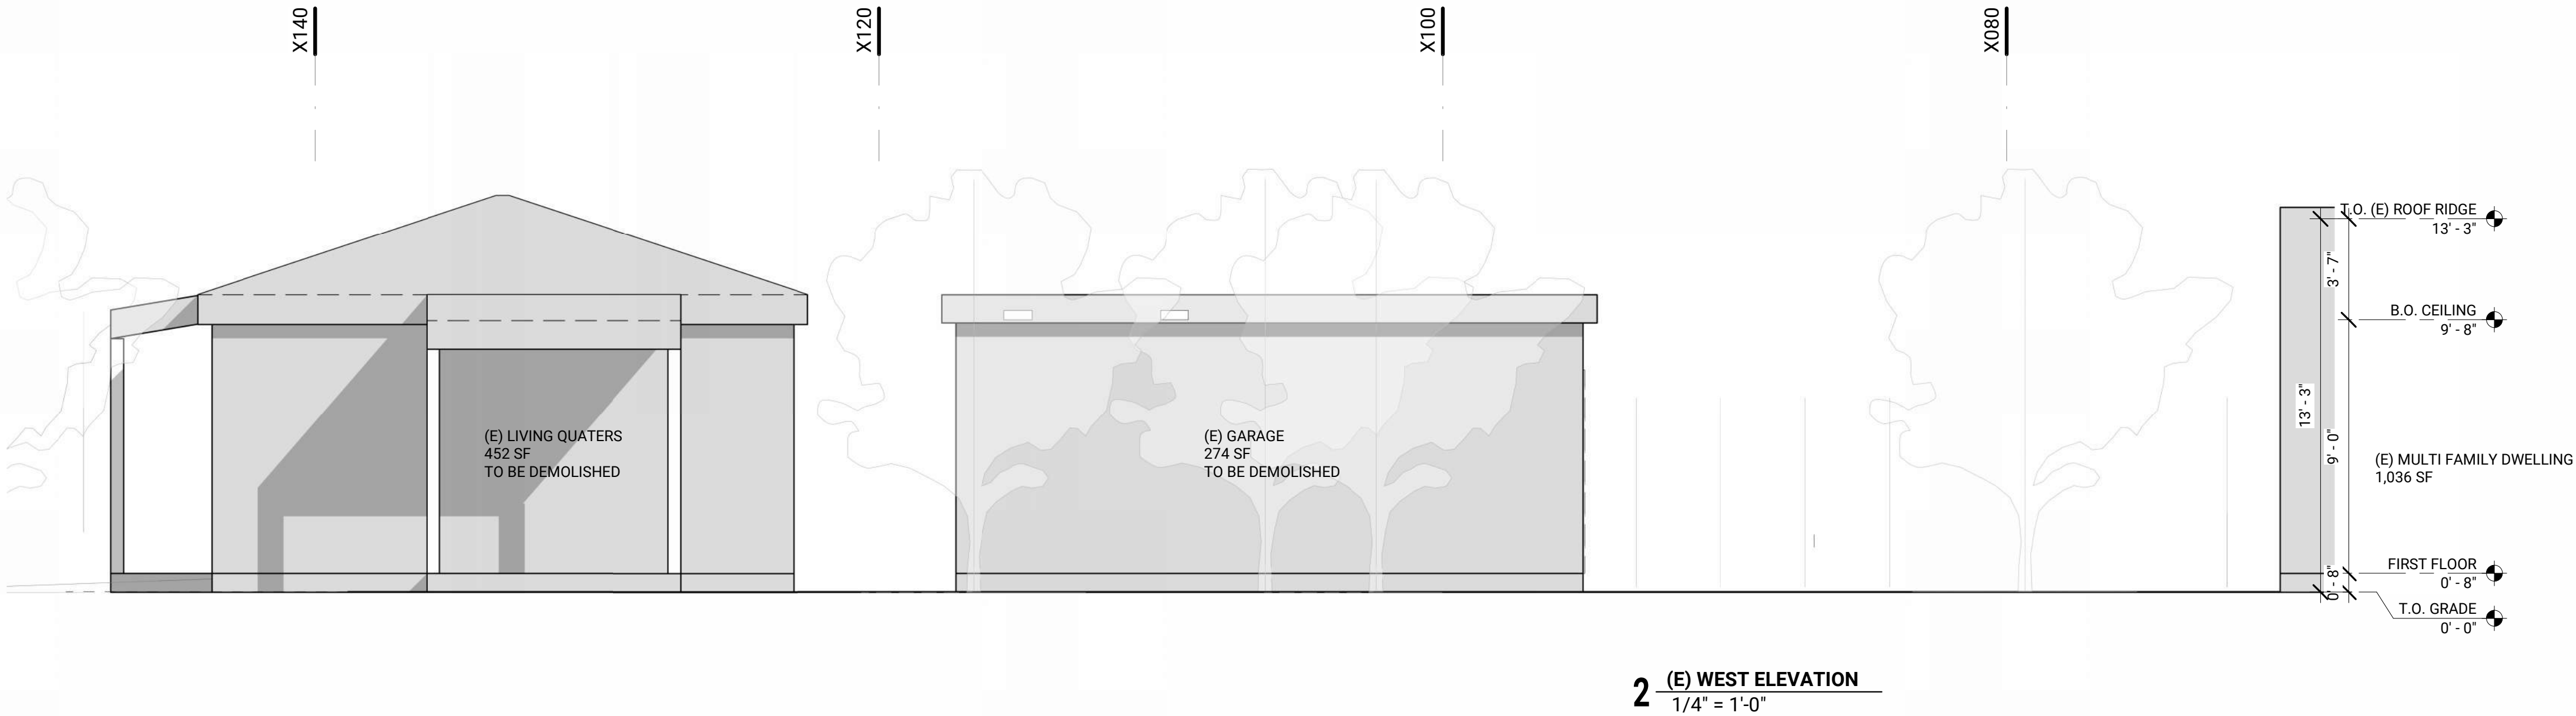 X140
X120
X100
X080
T.O. (E) ROOF RIDGE
13' - 3"
3' - 7"
B.O. CEILING
9' - 8"
13' - 3"
9' - 0"
(E) LIVING QUATERS
452 SF
TO BE DEMOLISHED
(E) GARAGE
274 SF
TO BE DEMOLISHED
(E) MULTI FAMILY DWELLING
1,036 SF
FIRST FLOOR
0' - 8"
0' - 8"
T.O. GRADE
0' - 0"
2
(E) WEST ELEVATION
1/4" = 1'-0"